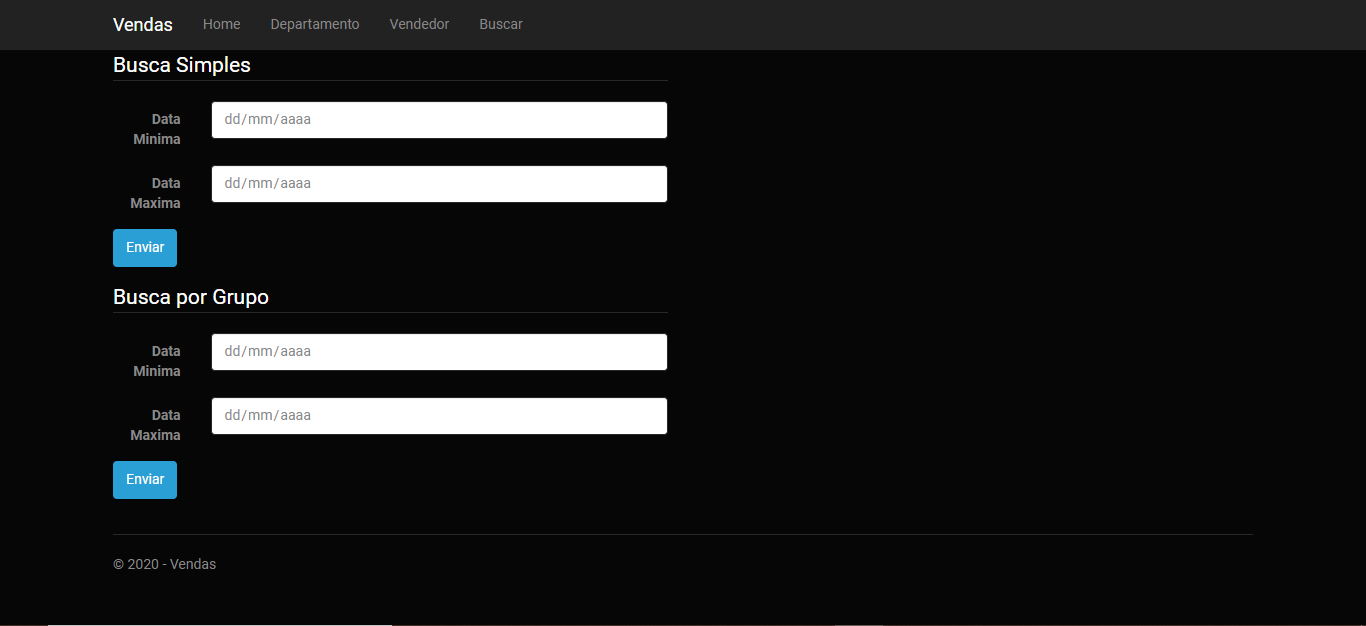 Vendas Home Departamento Vendedor Buscar
Busca Simples
Data dd/mm/aaaa
Minima
Data dd/mm/aaaa
Maxima
Enviar
Busca por Grupo
Data dd/mm/aaaa
Minima
Data dd/mm/aaaa
Maxima
Enviar
© 2020 - Vendas